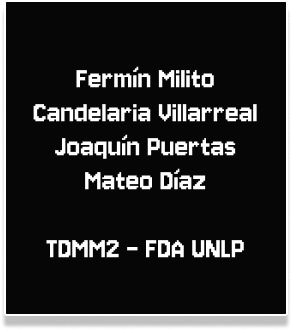 Fermín Milito
Candelaria Villarreal
Joaquín Puertas
Mateo Díaz
TDMM2 - FDA UNLP